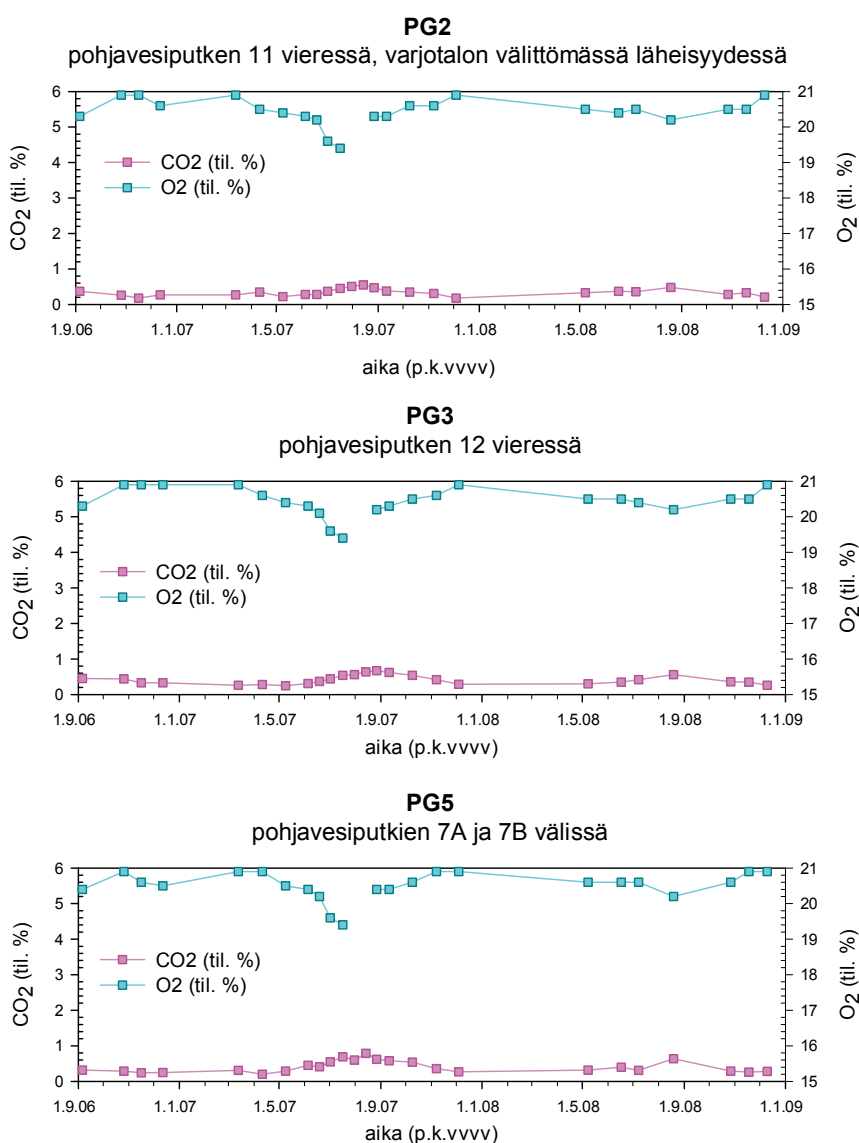 PG2
pohjavesiputken 11 vieressä, varjotalon välittömässä läheisyydessä
6 21
5 20
4 19
3 18
2 17
1 16
0 15
CO2 (til. %)
O2 (til. %)
CO2 (til. %)
O2 (til. %)
1.9.06 1.1.07 1.5.07 1.9.07 1.1.08 1.5.08 1.9.08 1.1.09
aika (p.k.vvvv)
PG3
pohjavesiputken 12 vieressä
6 21
5 20
4 19
3 18
2 17
1 16
0 15
CO2 (til. %)
O2 (til. %)
CO2 (til. %)
O2 (til. %)
1.9.06 1.1.07 1.5.07 1.9.07 1.1.08 1.5.08 1.9.08 1.1.09
aika (p.k.vvvv)
PG5
pohjavesiputkien 7A ja 7B välissä
6 21
5 20
4 19
3 18
2 17
1 16
0 15
CO2 (til. %)
O2 (til. %)
CO2 (til. %)
O2 (til. %)
1.9.06 1.1.07 1.5.07 1.9.07 1.1.08 1.5.08 1.9.08 1.1.09
aika (p.k.vvvv)